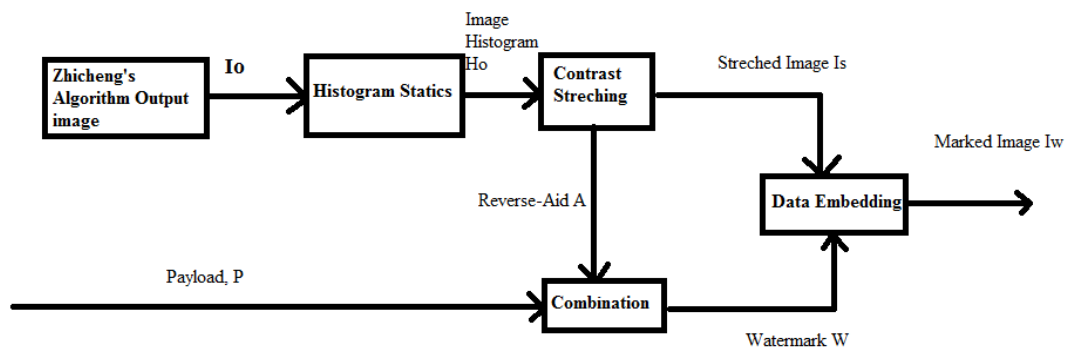 Image
Histogram
Ho
Zhicheng's
Algorithm Output
image
Io
Histogram Statics
Contrast
Streching
Streched Image Is
Marked Image Iw
Data Embedding
Reverse-Aid A
Payload, P
Combination
Watermark W